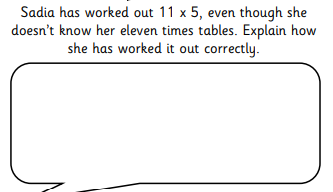 Sadia has worked out 11 x 5, even though she
doesn't know her eleven times tables. Explain how
she has worked it out correctly.